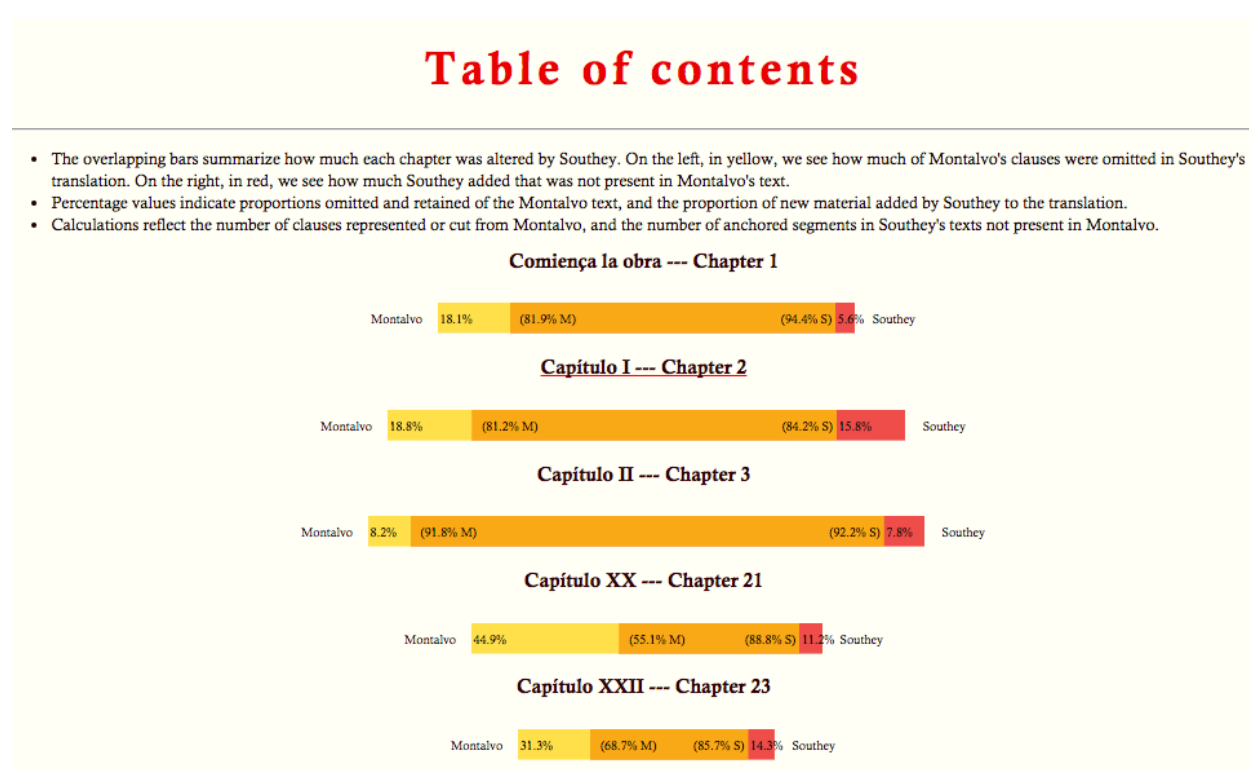 Table of contents
• The overlapping bars summarize how much each chapter was altered by Southey. On the left, in yellow, we see how much of Montalvo's clauses were omitted in Southey's
translation. On the right, in red, we see how much Southey added that was not present in Montalvo's text.
• Percentage values indicate proportions omitted and retained of the Montalvo text, and the proportion of new material added by Southey to the translation.
• Calculations reflect the number of clauses represented or cut from Montalvo, and the number of anchored segments in Southey's texts not present in Montalvo.
Comiença la obra --- Chapter 1
Montalvo 18.1% (81.9% M) (94.4% S) 5.6% Southey
Capítulo I --- Chapter 2
Montalvo 18.8% (81.2% M) (84.2% S) 15.8% Southey
Capítulo II --- Chapter 3
Montalvo 8.2% (91.8% M) (92.2% S) 7.8% Southey
Capítulo XX --- Chapter 21
Montalvo 44.9% (55.1% M) (88.8% S) 11.2% Southey
Capítulo XXII --- Chapter 23
Montalvo 31.3% (68.7% M) (85.7% S) 14.3% Southey